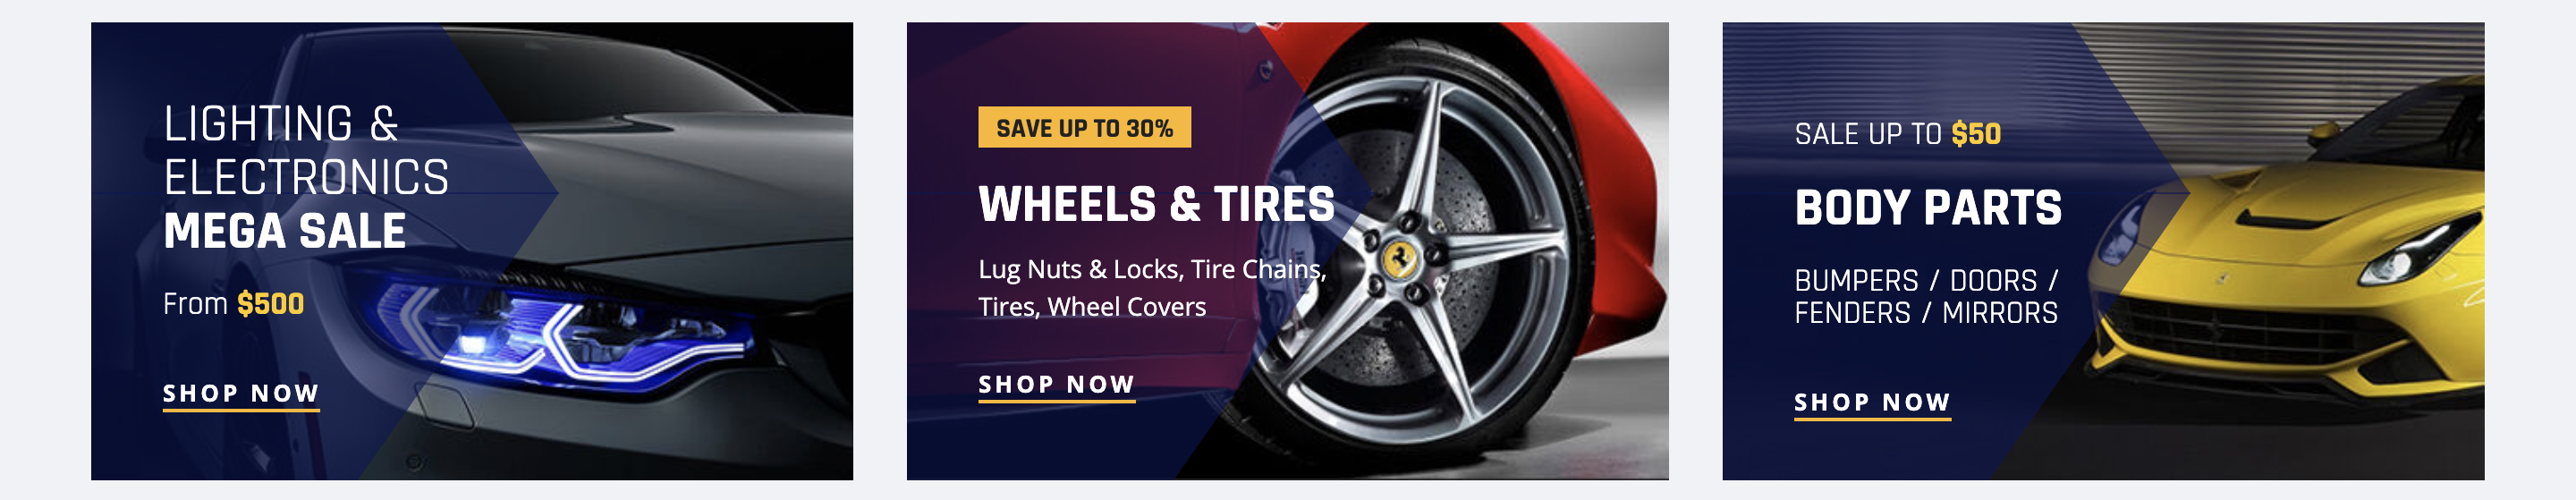 LIGHTING &
ELECTRONICS
MEGA SALE
From $500
SHOP NOW
SAVE UP TO 30%
WHEELS & TIRES
Lug Nuts & Locks, Tire Chains,
Tires, Wheel Covers
SHOP NOW
SALE UP TO $50
BODY PARTS
BUMPERS / DOORS /
FENDERS / MIRRORS
SHOP NOW